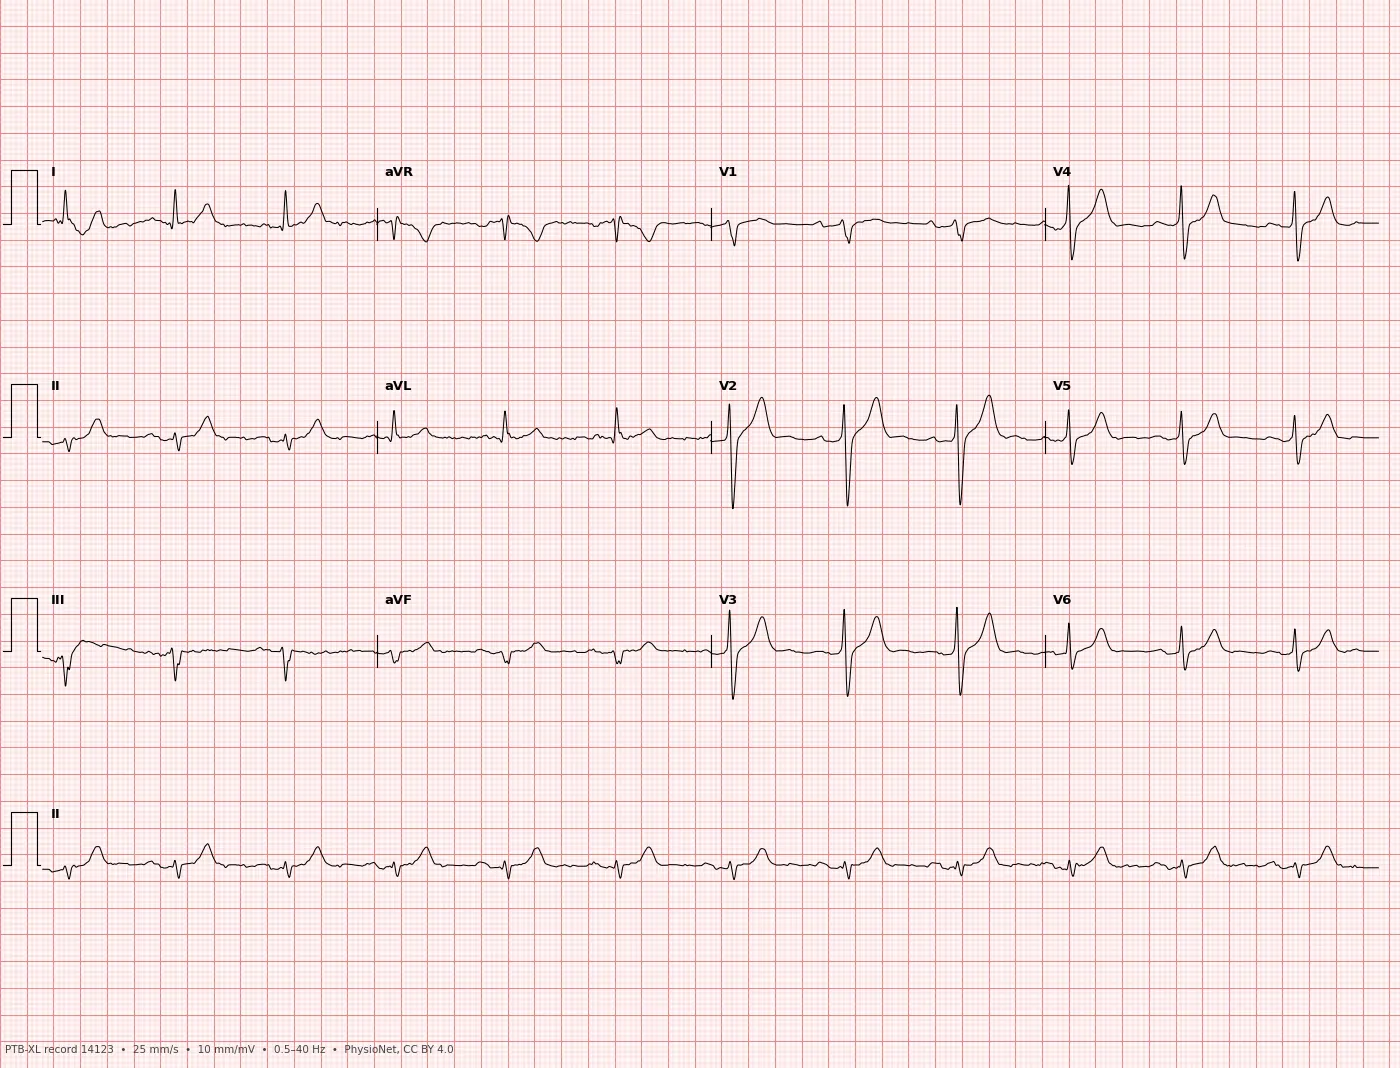 I aVR V1 V4
II aVL V2 V5
III aVF V3 V6
II
PTB-XL record 14123 • 25 mm/s • 10 mm/mV • 0.5–40 Hz • PhysioNet, CC BY 4.0